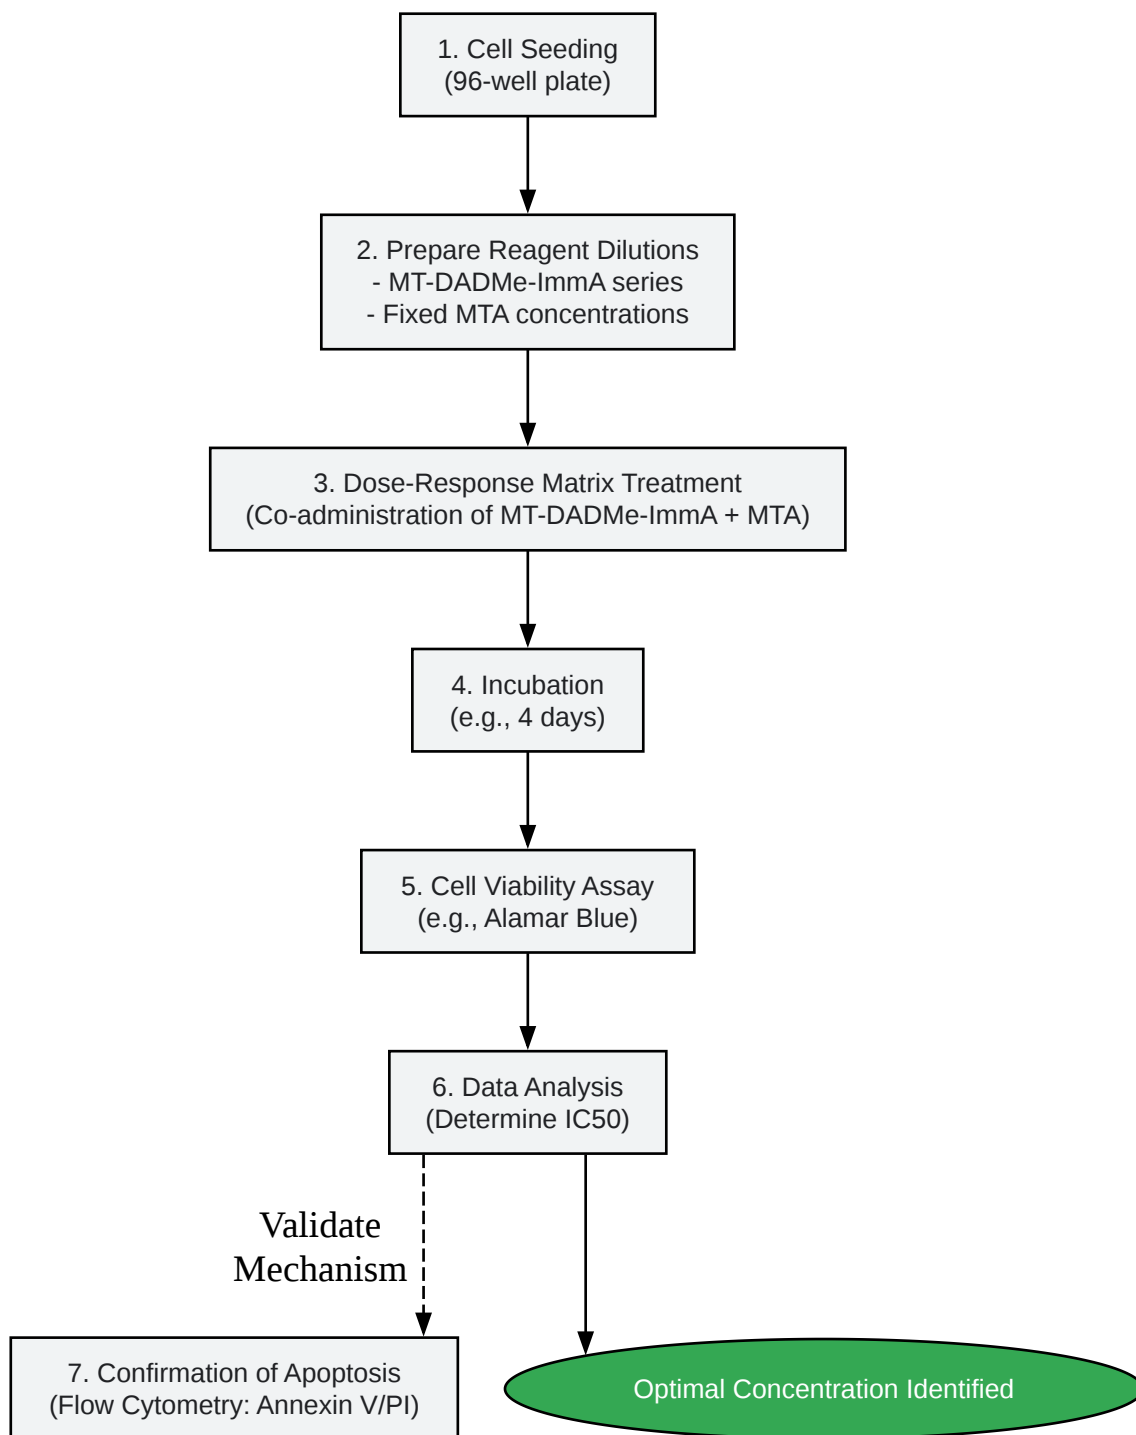 1. Cell Seeding
(96-well plate)
2. Prepare Reagent Dilutions
- MT-DADMe-ImmA series
- Fixed MTA concentrations
3. Dose-Response Matrix Treatment
(Co-administration of MT-DADMe-ImmA + MTA)
4. Incubation
(e.g., 4 days)
5. Cell Viability Assay
(e.g., Alamar Blue)
6. Data Analysis
(Determine IC50)
Validate
Mechanism
7. Confirmation of Apoptosis
(Flow Cytometry: Annexin V/PI)
Optimal Concentration Identified